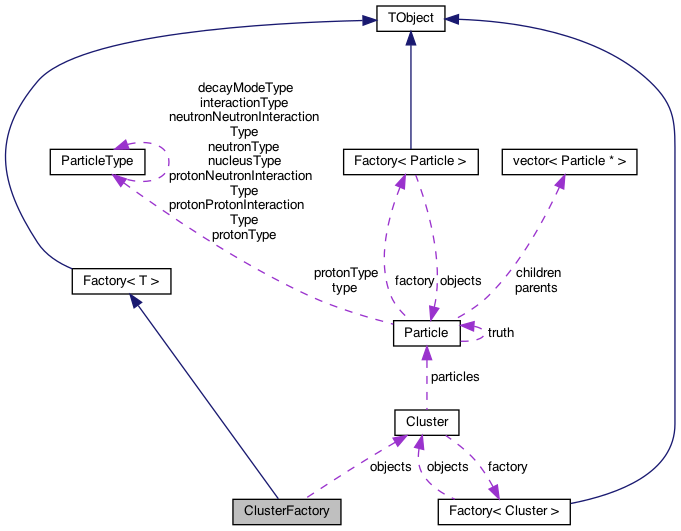 TObject
decayModeType
interactionType
neutronNeutronInteraction
Type
neutronType
nucleusType
protonNeutronInteraction
Type
protonProtonInteraction
Type
protonType
ParticleType
Factory< Particle >
vector< Particle * >
Factory< T >
protonType
type
factory
objects
children
parents
Particle
truth
particles
Cluster
objects
objects
factory
ClusterFactory
Factory< Cluster >